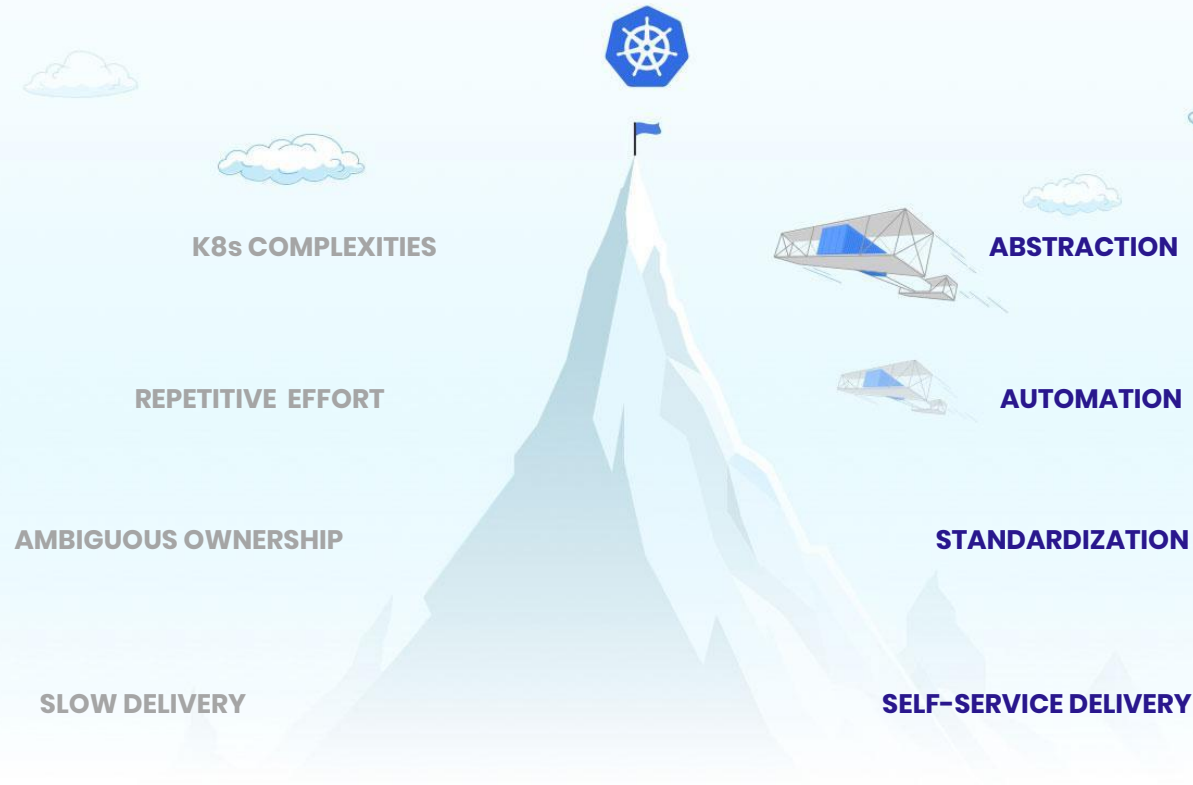 K8s COMPLEXITIES
ABSTRACTION
REPETITIVE EFFORT
AUTOMATION
AMBIGUOUS OWNERSHIP
STANDARDIZATION
SLOW DELIVERY
SELF-SERVICE DELIVERY